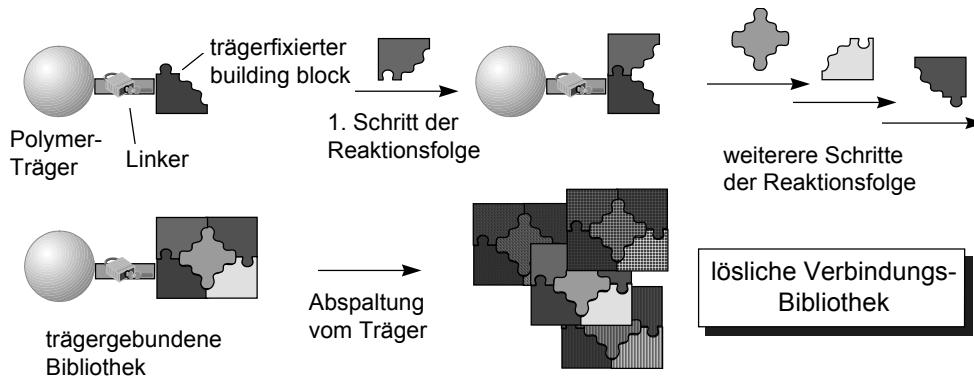 trägerfixierter
building block
Polymer-
Träger
Linker
1. Schritt der
Reaktionsfolge
weiterere Schritte
der Reaktionsfolge
trägergebundene
Bibliothek
Abspaltung
vom Träger
lösliche Verbindungs-
Bibliothek